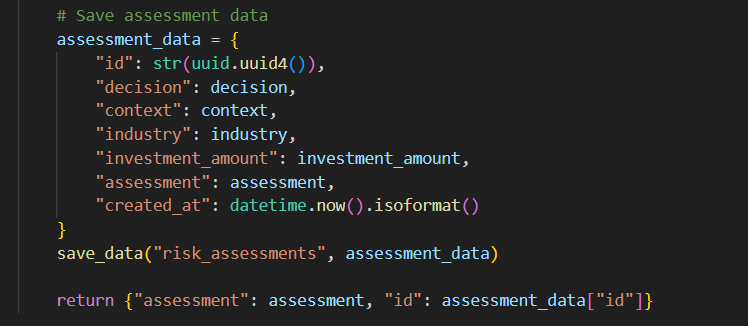 # Save assessment data
assessment_data = {
"id": str(uuid.uuid4()),
"decision": decision,
"context": context,
"industry": industry,
"investment_amount": investment_amount,
"assessment": assessment,
"created_at": datetime.now().isoformat()
}
save_data("risk_assessments", assessment_data)
return {"assessment": assessment, "id": assessment_data["id"]}